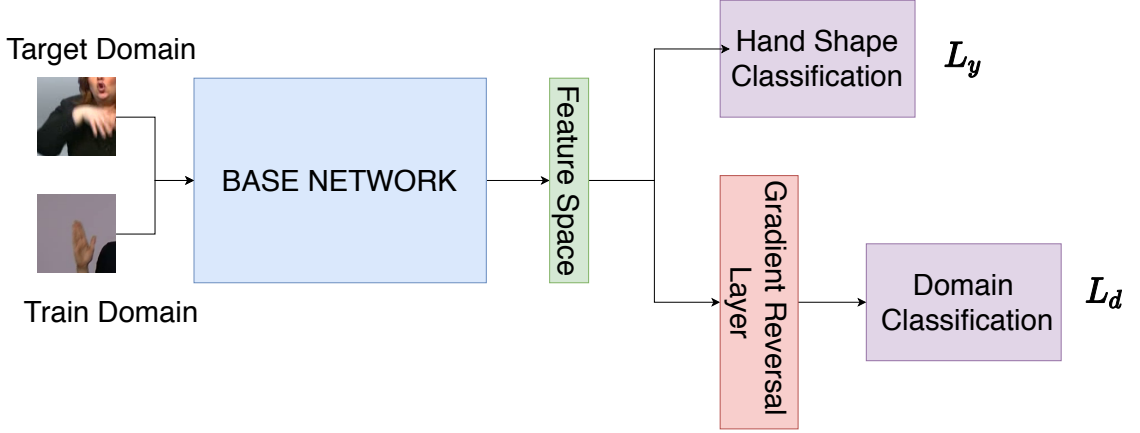 Target Domain
Train Domain
BASE NETWORK
Feature Space
Hand Shape
Classification
L_y
Gradient Reversal
Layer
Domain
Classification
L_d